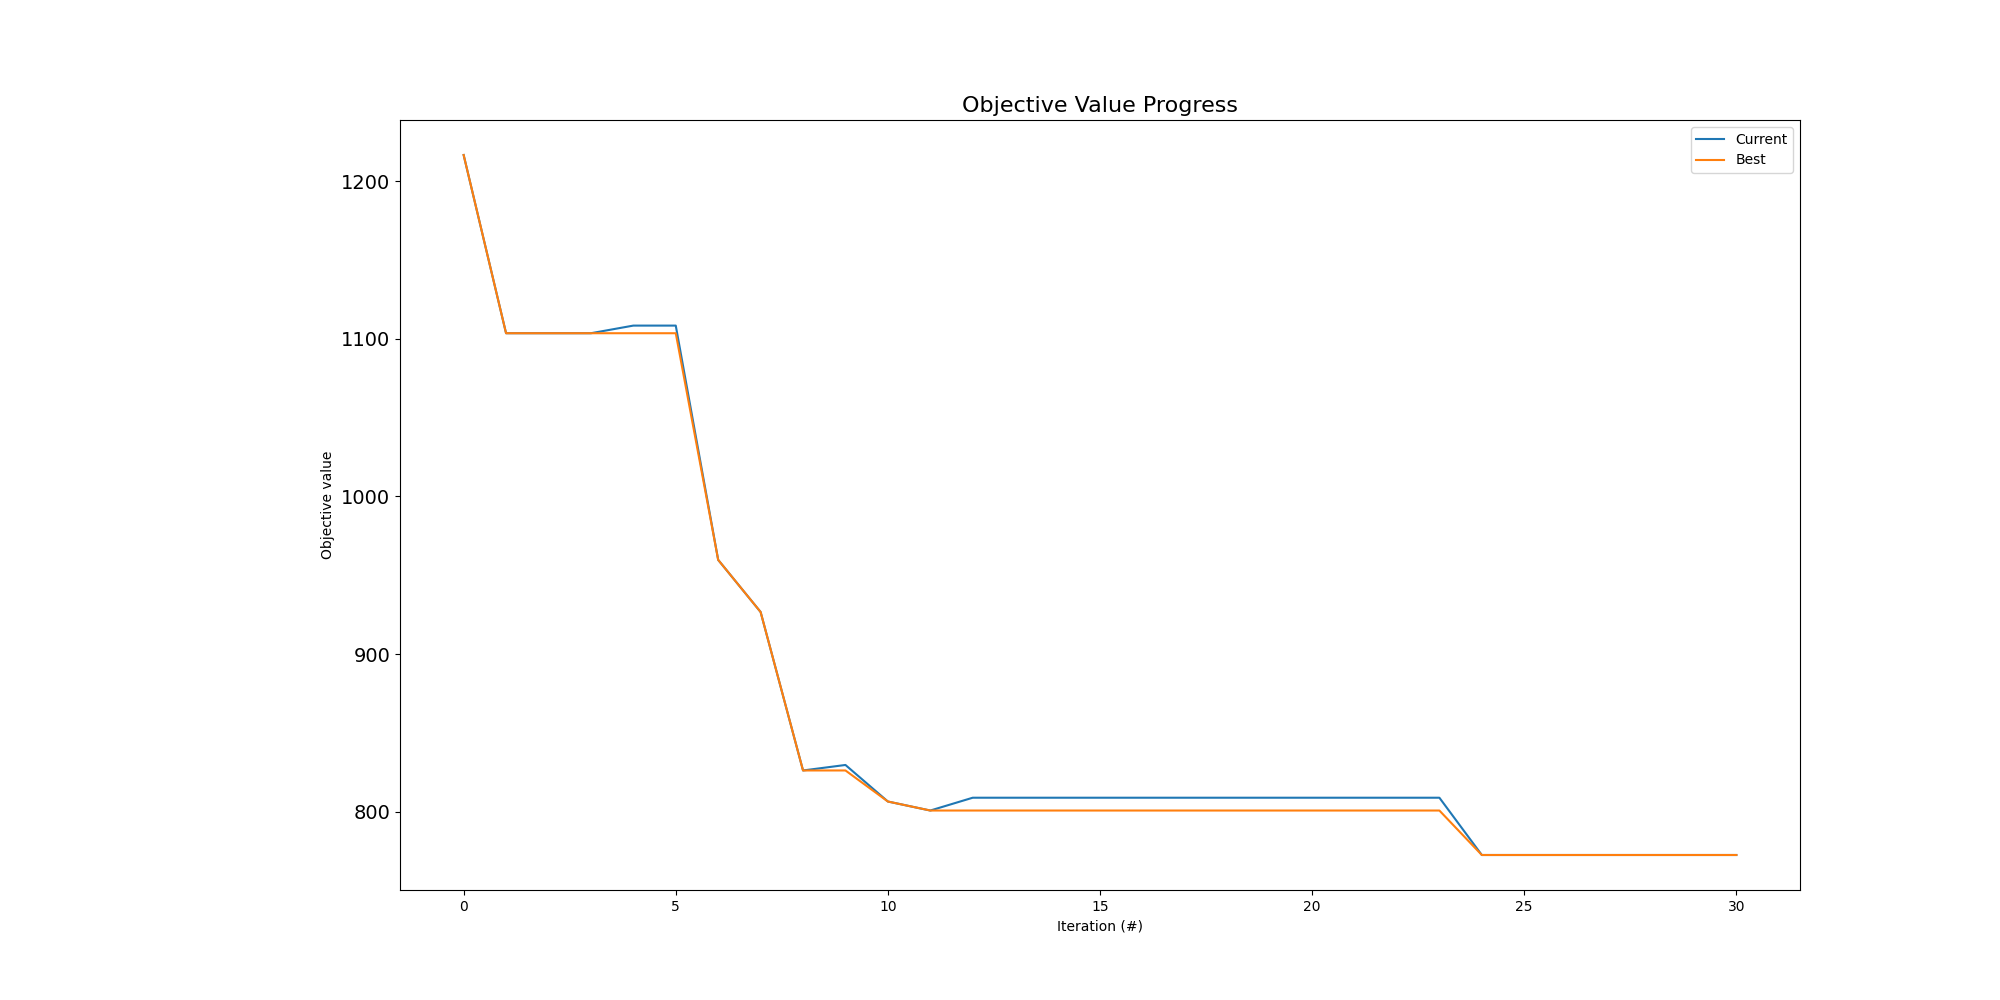 Objective Value Progress
Current
Best
1200
1100
1000
900
800
Objective value
0 5 10 15 20 25 30
Iteration (#)